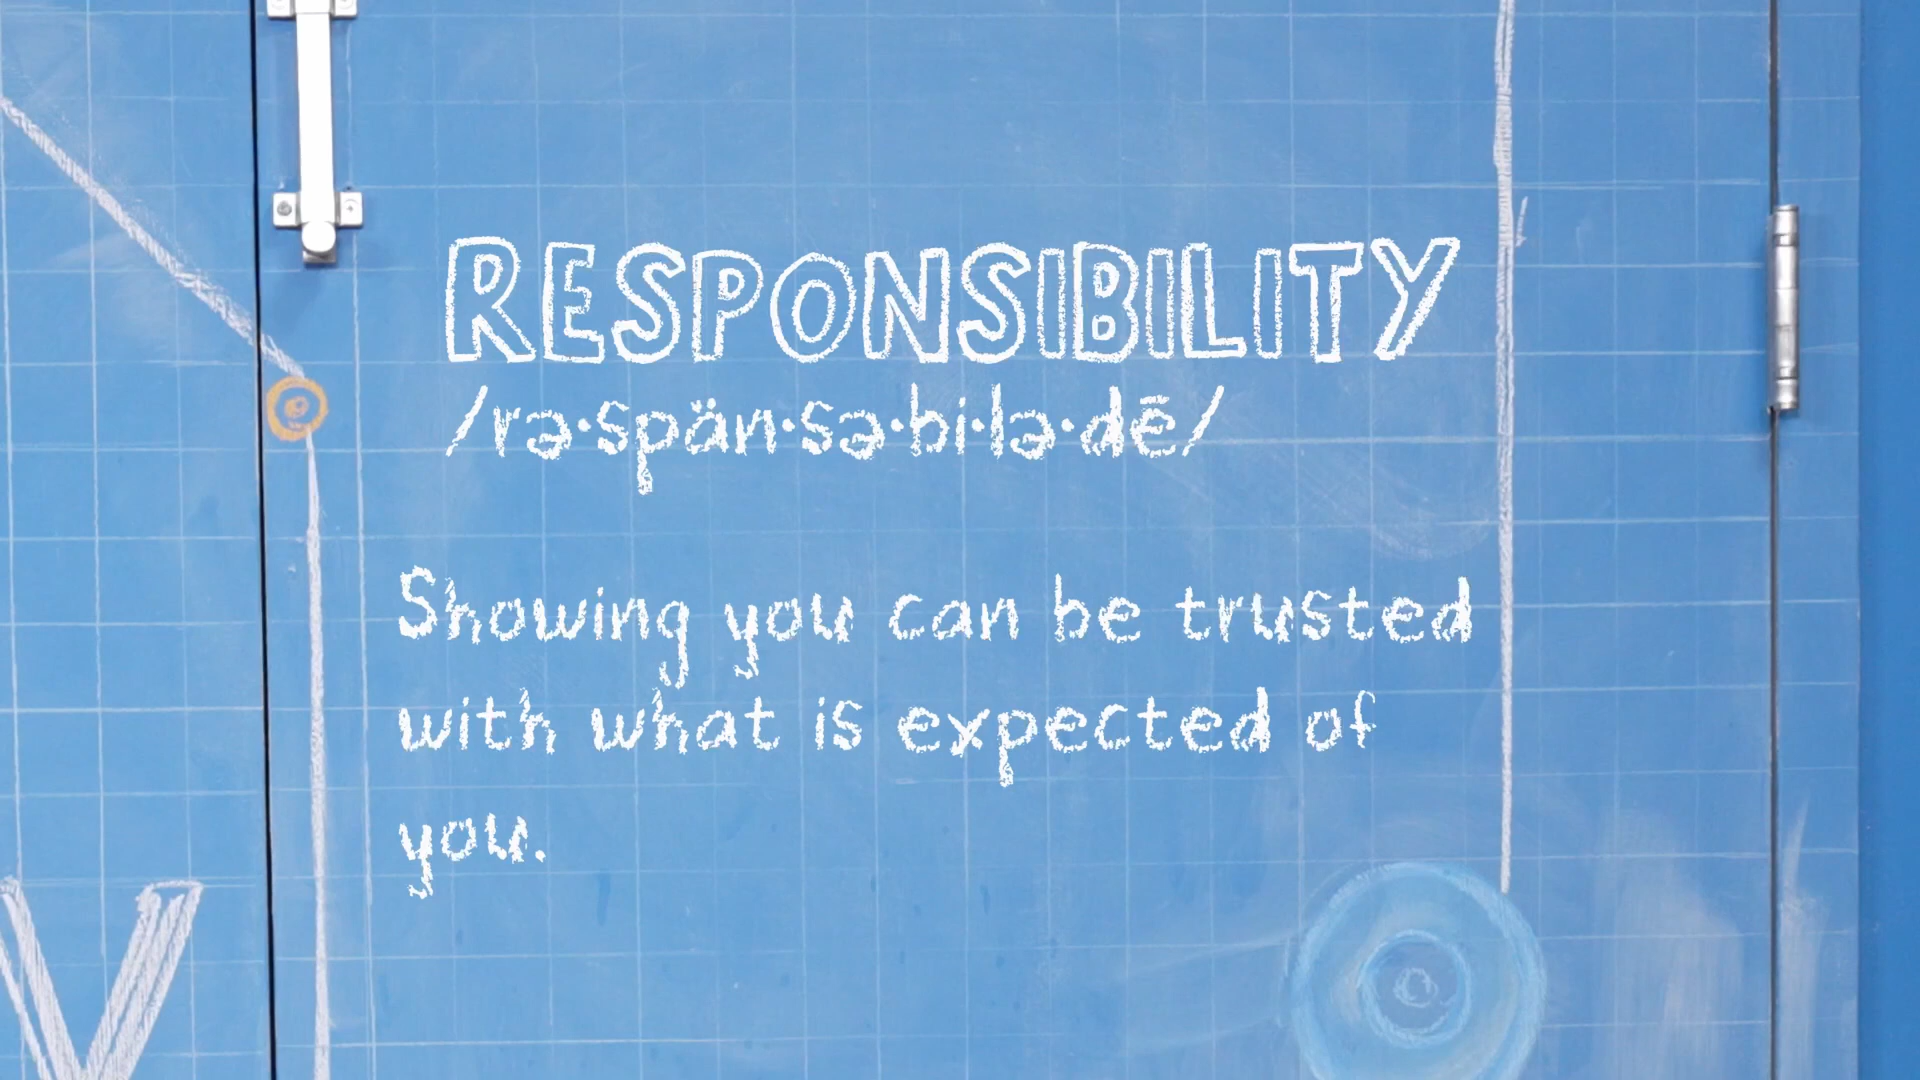 RESPONSIBILITY
/rə·spän·sə·bi·lə·dē/
Showing you can be trusted
with what is expected of
you.